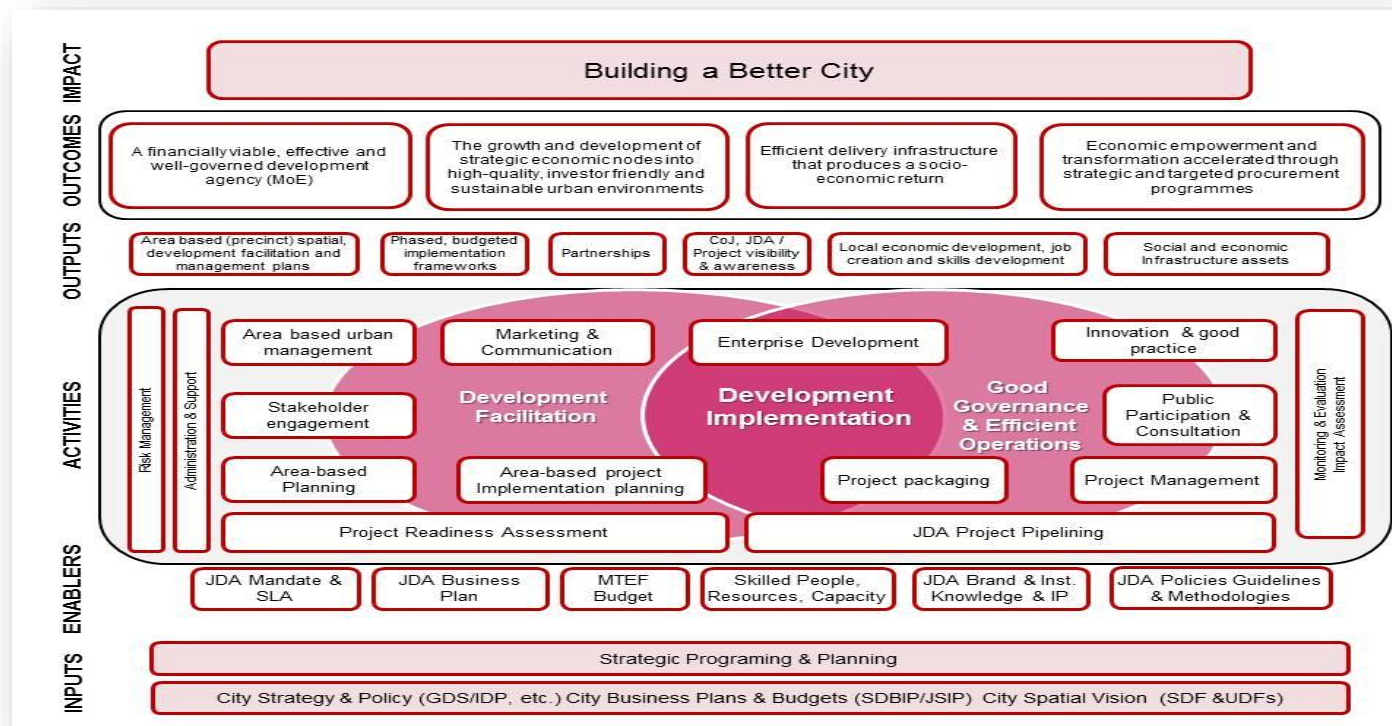 IMPACT
Building a Better City
OUTCOMES
A financially viable, effective and
well-governed development
agency (MoE)
The growth and development of
strategic economic nodes into
high-quality, investor friendly and
sustainable urban environments
Efficient delivery infrastructure
that produces a socio-
economic return
Economic empowerment and
transformation accelerated through
strategic and targeted procurement
programmes
OUTPUTS
Area based (precinct) spatial,
development facilitation and
management plans
Phased, budgeted
implementation
frameworks
Partnerships
CoJ, JDA /
Project visibility
& awareness
Local economic development, job
creation and skills development
Social and economic
Infrastructure assets
ACTIVITIES
Risk Management
Administration & Support
Area based urban
management
Marketing &
Communication
Enterprise Development
Innovation & good
practice
Development
Facilitation
Development
Implementation
Good
Governance
& Efficient
Operations
Stakeholder
engagement
Public
Participation &
Consultation
Area-based
Planning
Area-based project
Implementation planning
Project packaging
Project Management
Project Readiness Assessment
JDA Project Pipelining
Monitoring & Evaluation
Impact Assessment
ENABLERS
JDA Mandate &
SLA
JDA Business
Plan
MTEF
Budget
Skilled People,
Resources, Capacity
JDA Brand & Inst.
Knowledge & IP
JDA Policies Guidelines
& Methodologies
INPUTS
Strategic Programing & Planning
City Strategy & Policy (GDS/IDP, etc.) City Business Plans & Budgets (SDBIP/JSIP) City Spatial Vision (SDF &UDFs)